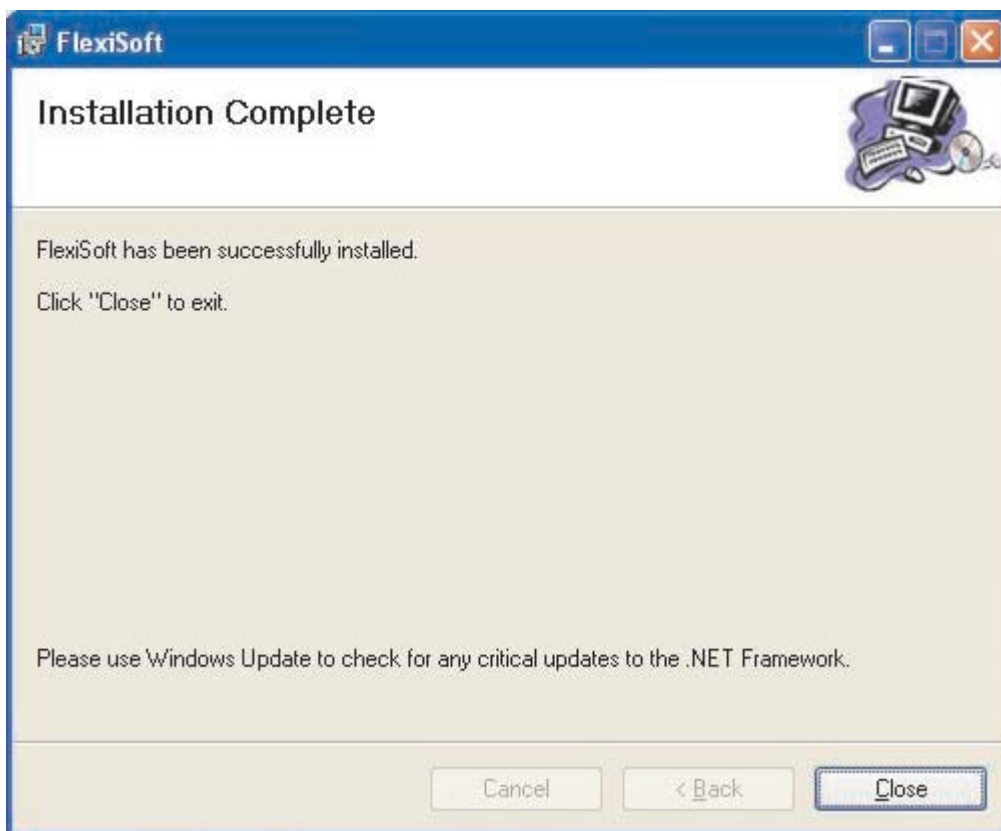 FlexiSoft
Installation Complete
FlexiSoft has been successfully installed.
Click "Close" to exit.
Please use Windows Update to check for any critical updates to the .NET Framework.
Cancel
< Back
Close